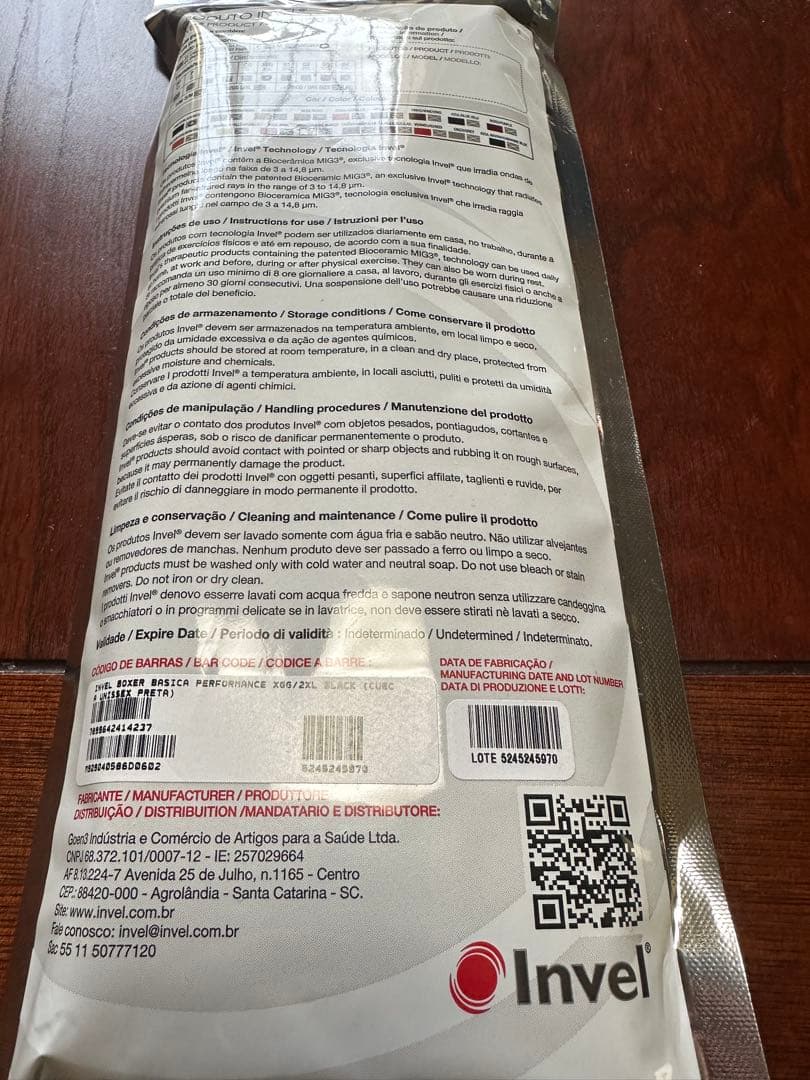 PRODUTOS / PRODUCT / PRODOTTI:
/ MODEL / MODELLO:
Cor / Color /
/ Invel® Technology / Tecnologia Invel®
contêm a Biocerâmica MIG3®, exclusiva tecnologia Invel® que irradia ondas de
na faixa de 3 a 14,8 µm.
contain the patented Bioceramic MIG3®, an exclusive Invel® technology that radiates
rays in the range of 3 to 14,8 µm.
contengono Bioceramica MIG3®, tecnologia esclusiva Invel® che irradia raggia
nel campo de 3 a 14,8 µm.
de uso / Instructions for use / Istruzioni per l'uso
Os produtos com tecnologia Invel® podem ser utilizados diariamente em casa, no trabalho, durante a
de exercícios físicos e até em repouso, de acordo com a sua finalidade.
therapeutic products containing the patented Bioceramic MIG3®, technology can be used daily
at work and before, during or after physical exercise. They can also be worn during rest.
Si raccomanda un uso minimo di 8 ore giornaliere a casa, al lavoro, durante gli esercizi fisici o anche a
per almeno 30 giorni consecutivi. Una sospensione dell'uso potrebbe causare una riduzione
o totale dei beneficio.
Condições de armazenamento / Storage conditions / Come conservare il prodotto
Os produtos Invel® devem ser armazenados na temperatura ambiente, em local limpo e seco,
protegido da umidade excessiva e da ação de agentes químicos.
Invel® products should be stored at room temperature, in a clean and dry place, protected from
excessive moisture and chemicals.
Conservare I prodotti Invel® a temperatura ambiente, in locali asciutti, puliti e protetti da umidità
eccessiva e da azione di agenti chimici.
Condições de manipulação / Handling procedures / Manutenzione del prodotto
Deve-se evitar o contato dos produtos Invel® com objetos pesados, pontiagudos, cortantes e
superfícies ásperas, sob o risco de danificar permanentemente o produto.
Invel® products should avoid contact with pointed or sharp objects and rubbing it on rough surfaces,
because it may permanently damage the product.
Evitate il contatto dei prodotti Invel® con oggetti pesanti, superfici affilate, taglienti e ruvide, per
evitare il rischio di danneggiare in modo permanente il prodotto.
Limpeza e conservação / Cleaning and maintenance / Come pulire il prodotto
Os produtos Invel® devem ser lavado somente com água fria e sabão neutro. Não utilizar alvejantes
ou removedores de manchas. Nenhum produto deve ser passado a ferro ou limpo a seco.
Invel® products must be washed only with cold water and neutral soap. Do not use bleach or stain
removers. Do not iron or dry clean.
I prodotti Invel® denovo esserre lavati com acqua fredda e sapone neutron senza utilizzare candeggina
o smacchiatori o in programmi delicate se in lavatrice, non deve essere stirati nè lavati a secco.
Validade / Expire Date / Periodo di validità : Indeterminado / Undetermined / Indeterminato.
CÓDIGO DE BARRAS / BAR CODE / CODICE A BARRE :
INVEL BOXER BASICA PERFORMANCE XGG/2XL BLACK (CUEC
A UNISSEX PRETA)
7898642414237
5245245970
DATA DE FABRICAÇÃO /
MANUFACTURING DATE AND LOT NUMBER
DATA DI PRODUZIONE E LOTTI:
LOTE 5245245970
FABRICANTE / MANUFACTURER / PRODUTTORE
DISTRIBUIÇÃO / DISTRIBUITION /MANDATARIO E DISTRIBUTORE:
Goen3 Indústria e Comércio de Artigos para a Saúde Ltda.
CNPJ 68.372.101/0007-12 - IE: 257029664
AF 8.13224-7 Avenida 25 de Julho, n.1165 - Centro
CEP.: 88420-000 - Agrolândia - Santa Catarina - SC.
Site: www.invel.com.br
Fale conosco: invel@invel.com.br
Sac 55 11 50777120
Invel®